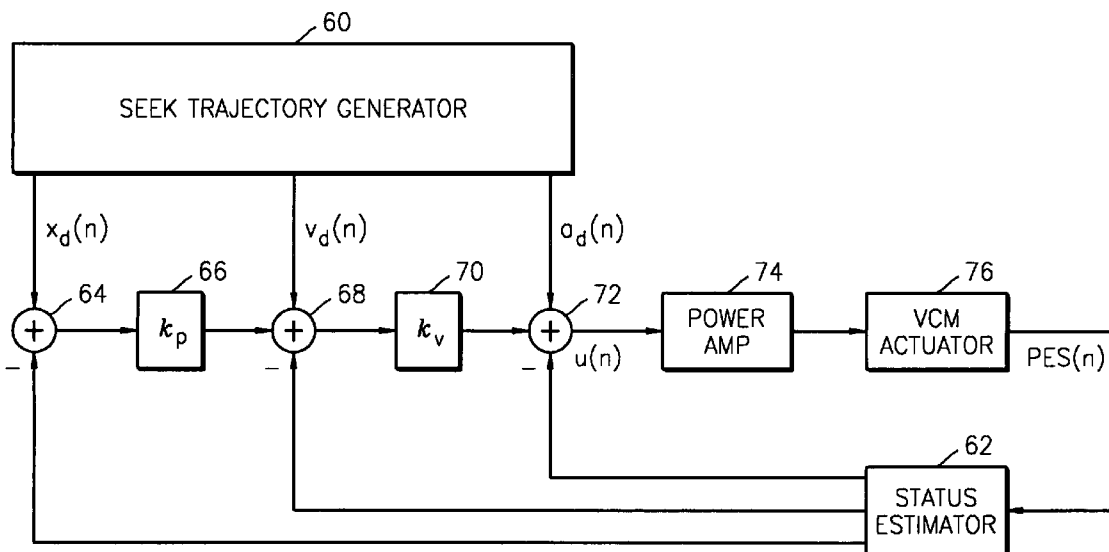 60
SEEK TRAJECTORY GENERATOR
x_d(n)
v_d(n)
a_d(n)
64
66
k_p
68
70
k_v
72
u(n)
74
POWER
AMP
76
VCM
ACTUATOR
PES(n)
+
+
+
−
−
−
62
STATUS
ESTIMATOR